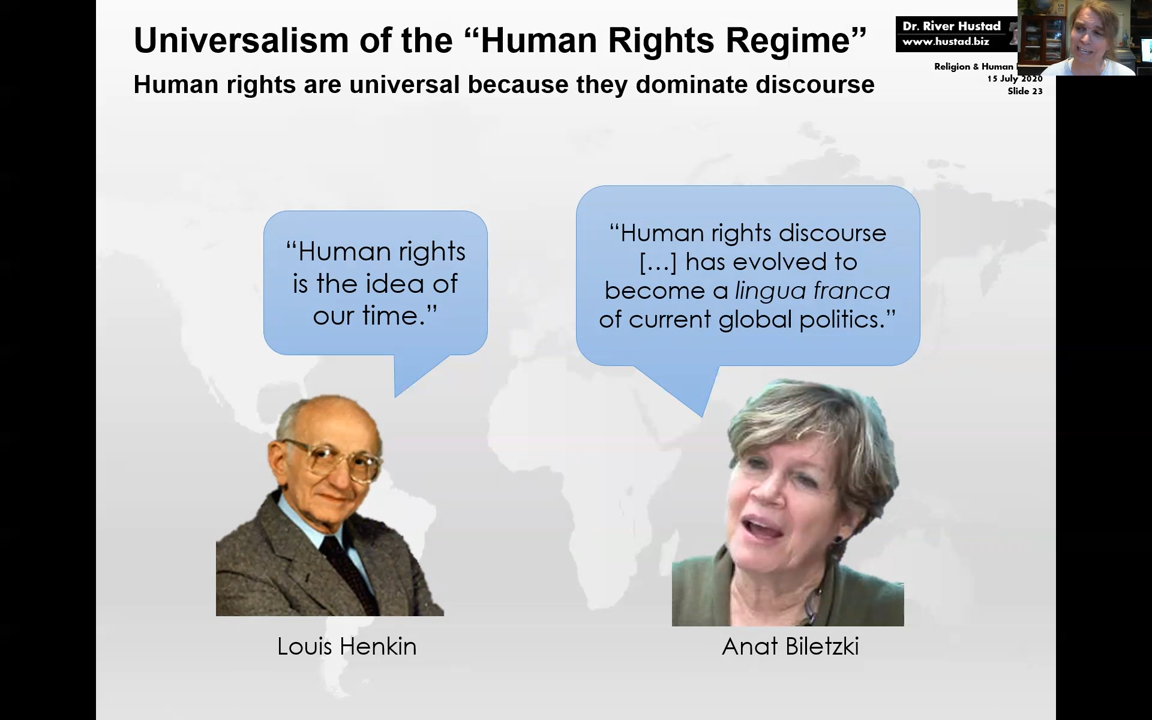 Universalism of the “Human Rights Regime”
Human rights are universal because they dominate discourse
Dr. River Hustad
www.hustad.biz
Religion & Human
15 July 2020
Slide 23
“Human rights
is the idea of
our time.”
“Human rights discourse
[…] has evolved to
become a lingua franca
of current global politics.”
Louis Henkin
Anat Biletzki